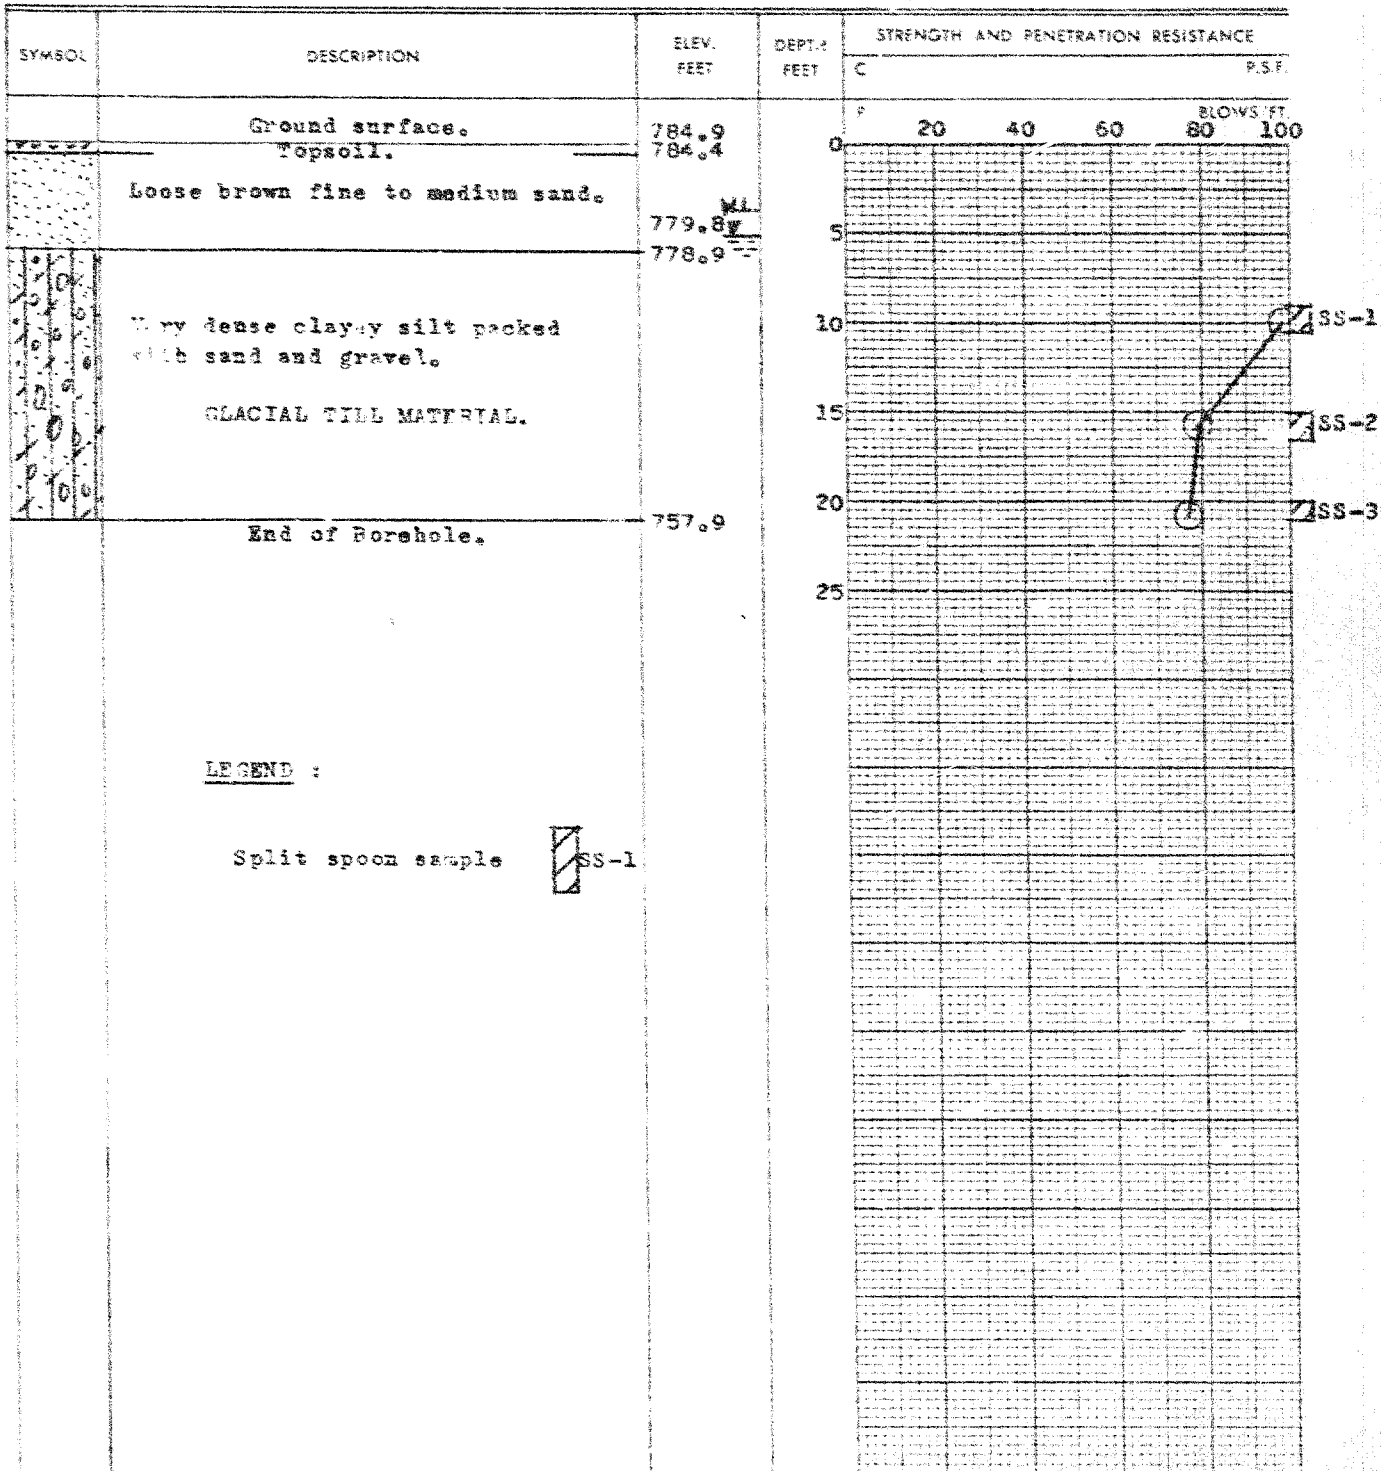 SYMBOL DESCRIPTION ELEV. FEET FEET STRENGTH AND PENETRATION RESISTANCE
C P.S.F.
BLOWS/FT.
20 40 60 80 100
Ground surface. 784.9 0
Topsoil. 784.4
Loose brown fine to medium sand.
W.L.
779.8 5
778.9
dense clayey silt packed 10 SS-1
sand and gravel.
GLACIAL TILL MATERIAL. 15 SS-2
20 SS-3
End of Borehole. 757.9
25
LEGEND :
Split spoon sample SS-1